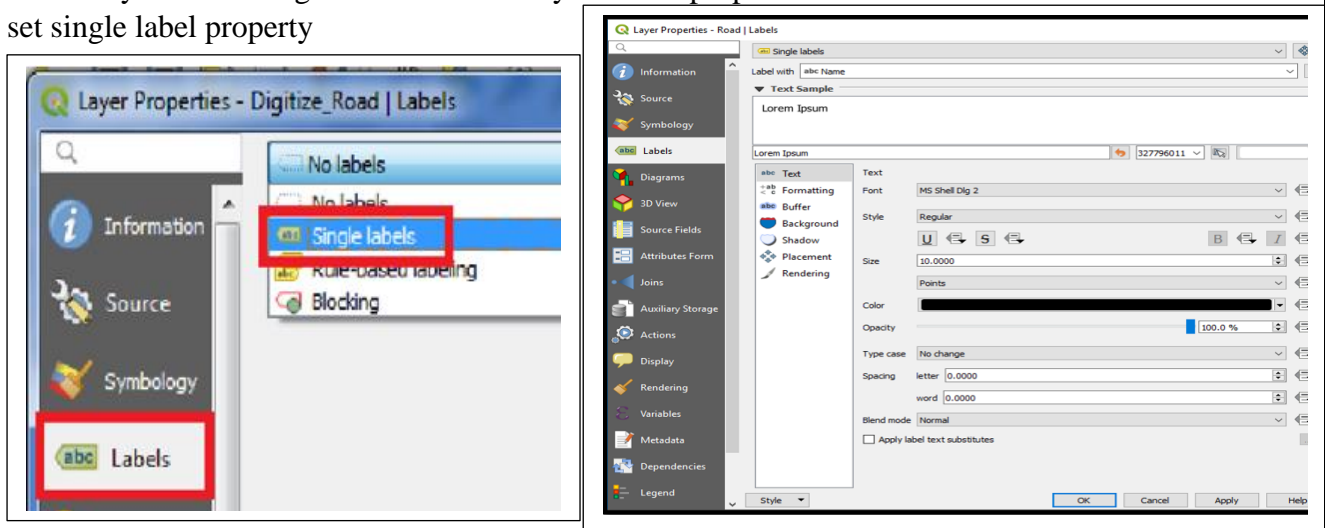 set single label property
Layer Properties - Digitize_Road | Labels
No labels
No labels
Single labels
Rule-based labeling
Blocking
Information
Source
Symbology
abc Labels
Layer Properties - Road | Labels
Single labels
Label with abc Name
Text Sample
Lorem Ipsum
Lorem Ipsum
327796011
Information
Source
Symbology
abc Labels
Diagrams
3D View
Source Fields
Attributes Form
Joins
Auxiliary Storage
Actions
Display
Rendering
Variables
Metadata
Dependencies
Legend
abc Text
Formatting
abc Buffer
Background
Shadow
Placement
Rendering
Text
Font MS Shell Dlg 2
Style Regular
U S B I
Size 10.0000
Points
Color
Opacity 100.0 %
Type case No change
Spacing letter 0.0000
word 0.0000
Blend mode Normal
Apply label text substitutes
Style OK Cancel Apply Help